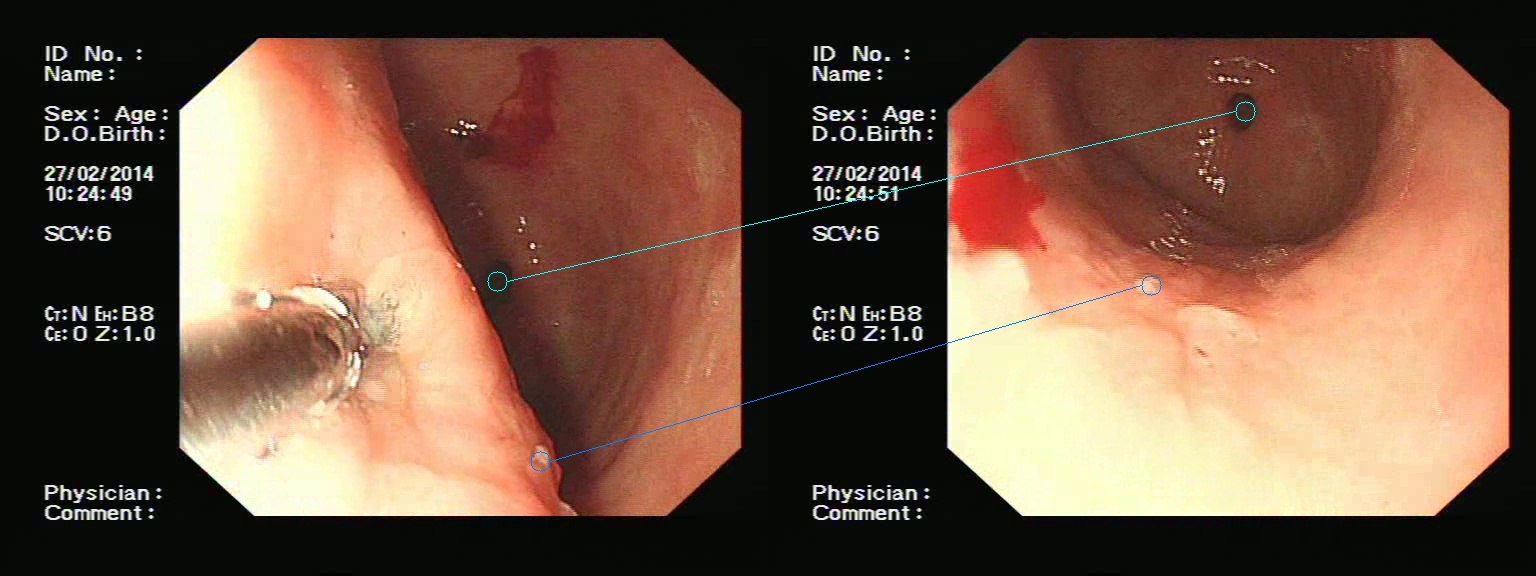 ID No. :
Name:
Sex: Age:
D.O.Birth:
27/02/2014
10:24:49
SCV:6
CT:N EH:B8
CE:0 Z:1.0
Physician:
Comment:
ID No. :
Name:
Sex: Age:
D.O.Birth:
27/02/2014
10:24:51
SCV:6
CT:N EH:B8
CE:0 Z:1.0
Physician:
Comment: